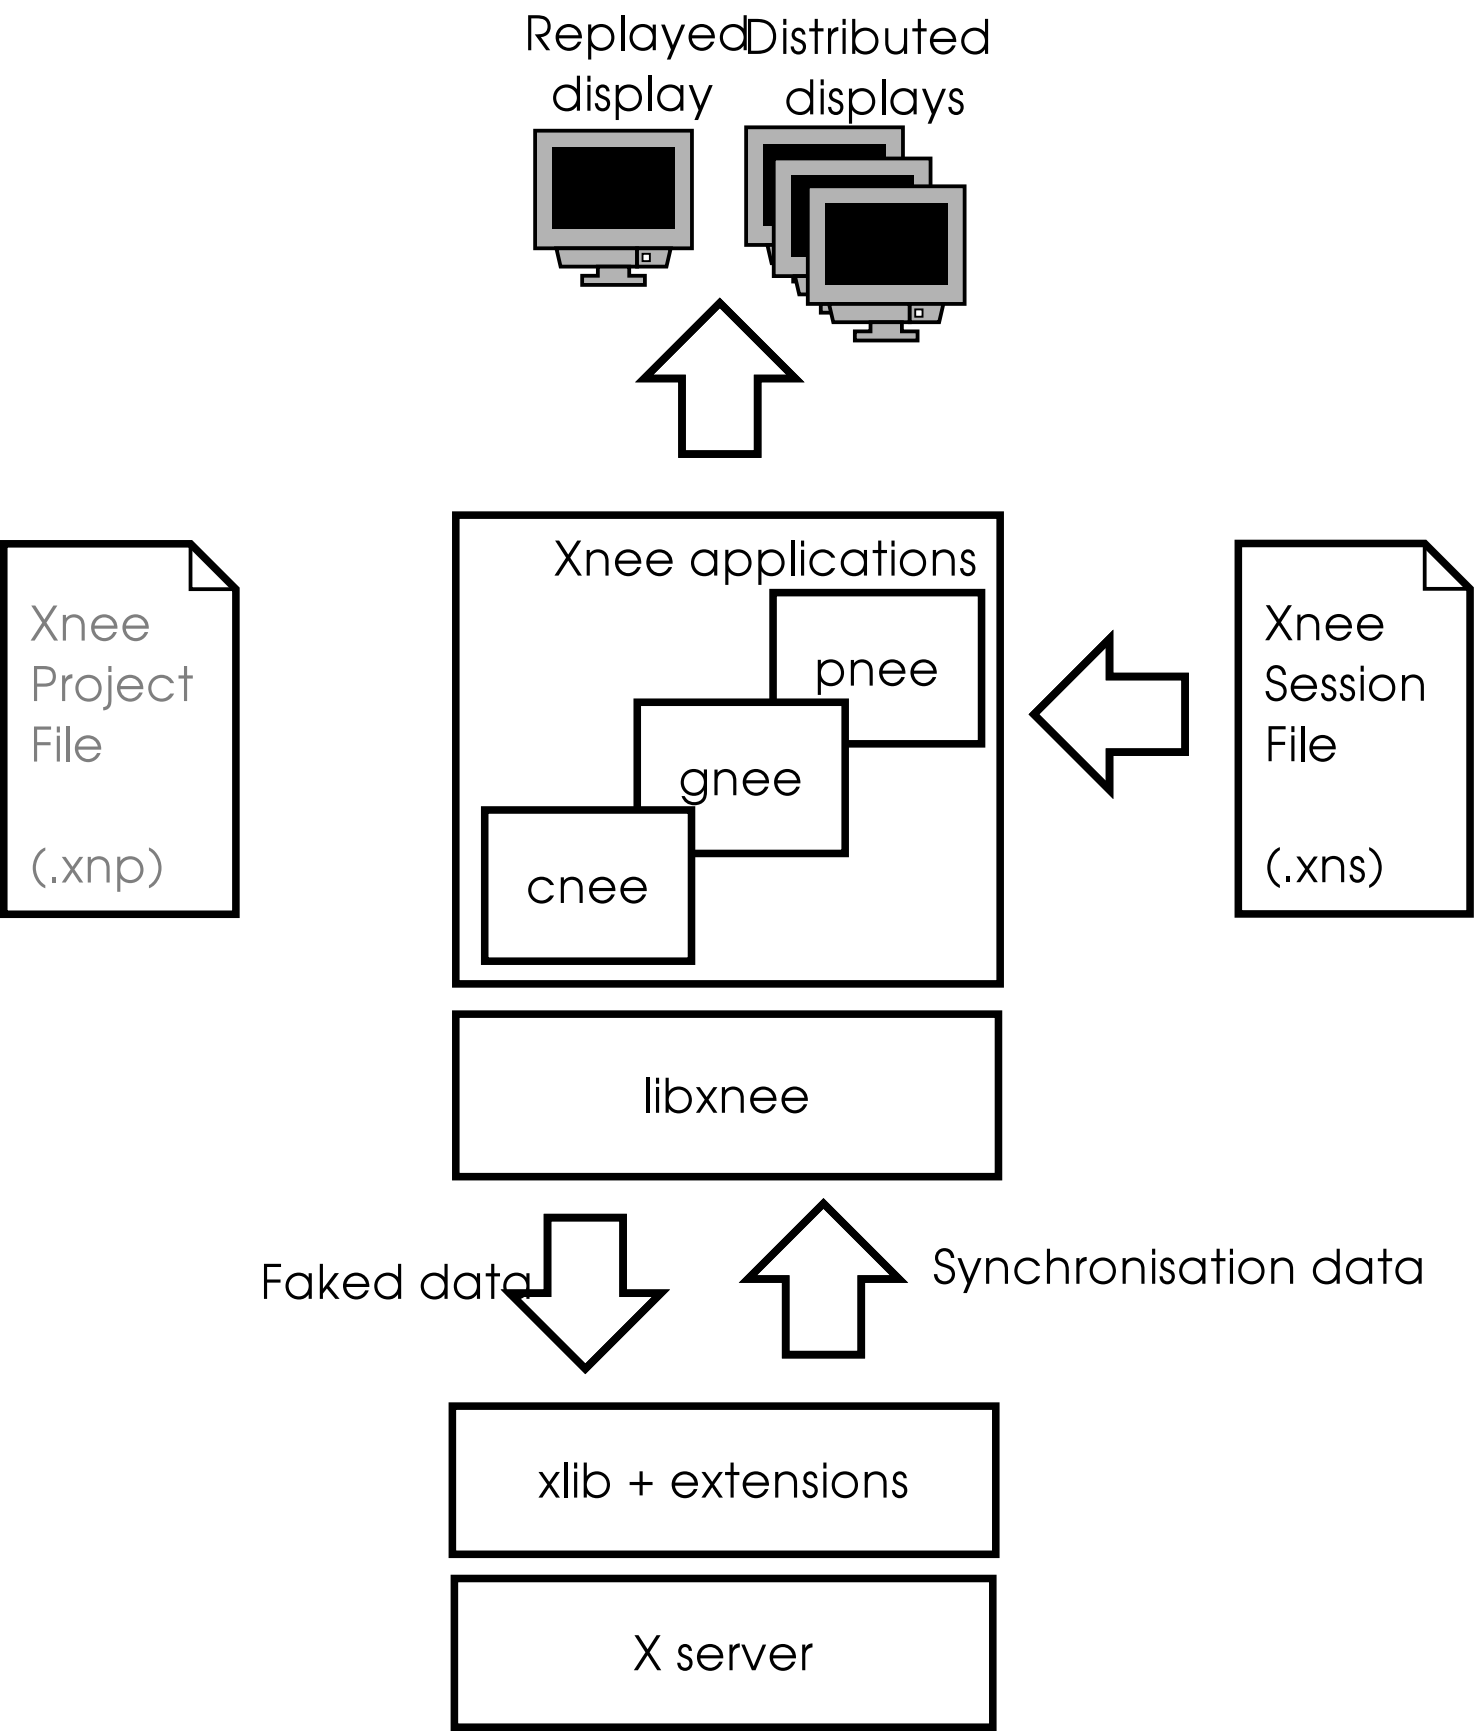 Replayed
display
Distributed
displays
Xnee applications
pnee
gnee
cnee
Xnee
Project
File
(.xnp)
Xnee
Session
File
(.xns)
libxnee
Faked data
Synchronisation data
xlib + extensions
X server